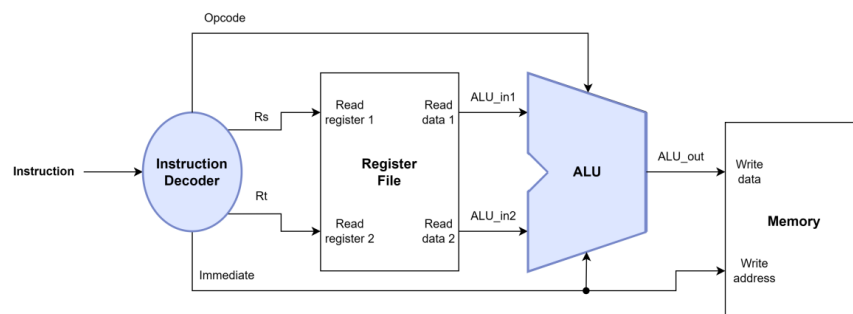 Opcode
Rs
Read
register 1
Read
data 1
ALU_in1
Instruction
Instruction
Decoder
Register
File
ALU
ALU_out
Write
data
Rt
Read
register 2
Read
data 2
ALU_in2
Memory
Immediate
Write
address